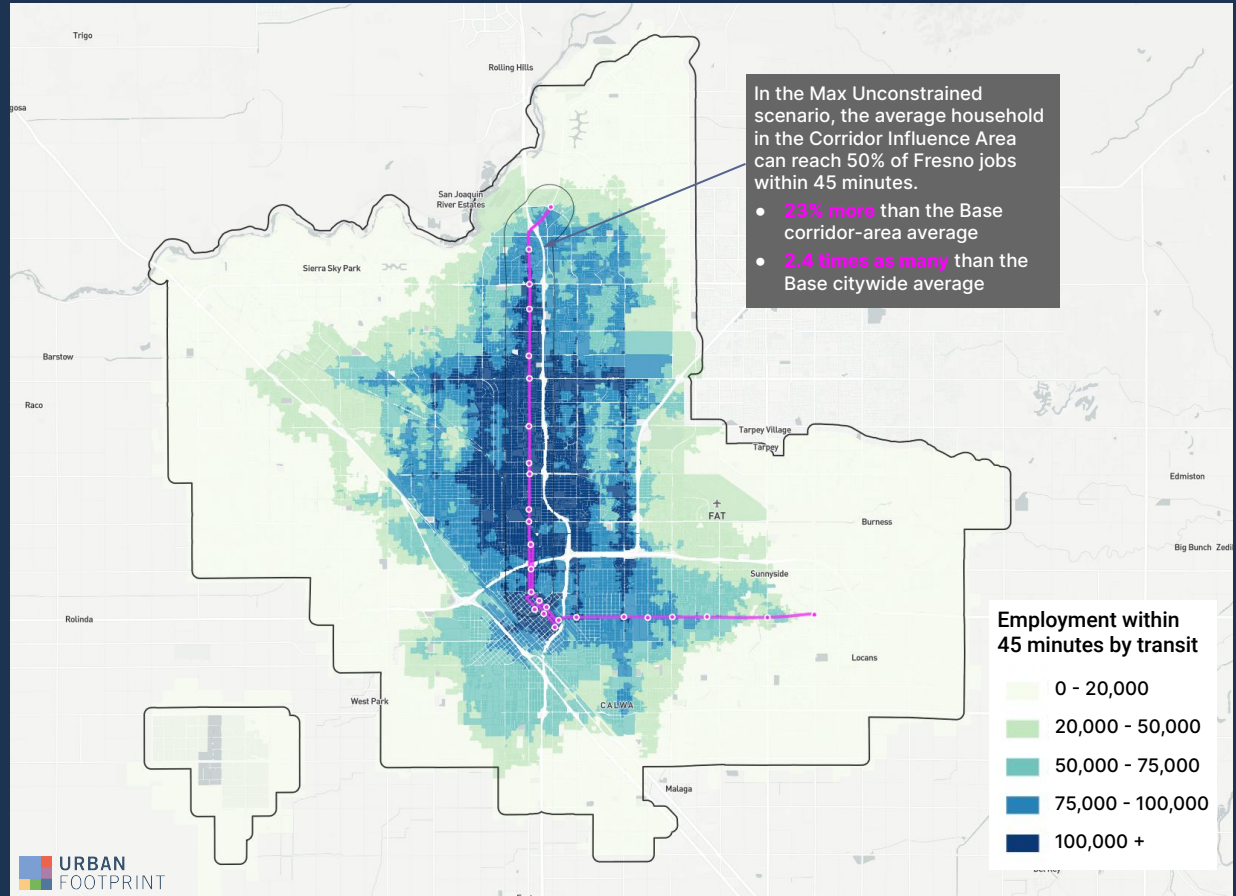 Trigo
Rolling Hills
gosa
In the Max Unconstrained
scenario, the average household
in the Corridor Influence Area
can reach 50% of Fresno jobs
within 45 minutes.
● 23% more than the Base
corridor-area average
● 2.4 times as many than the
Base citywide average
San Joaquin
River Estates
Sierra Sky Park
Barstow
Raco
Tarpey Village
Tarpey
Edmiston
FAT
Burness
Big Bunch Zedi
Sunnyside
Rolinda
Locans
West Park
CALWA
Malaga
Employment within
45 minutes by transit
0 - 20,000
20,000 - 50,000
50,000 - 75,000
75,000 - 100,000
100,000 +
URBAN
FOOTPRINT